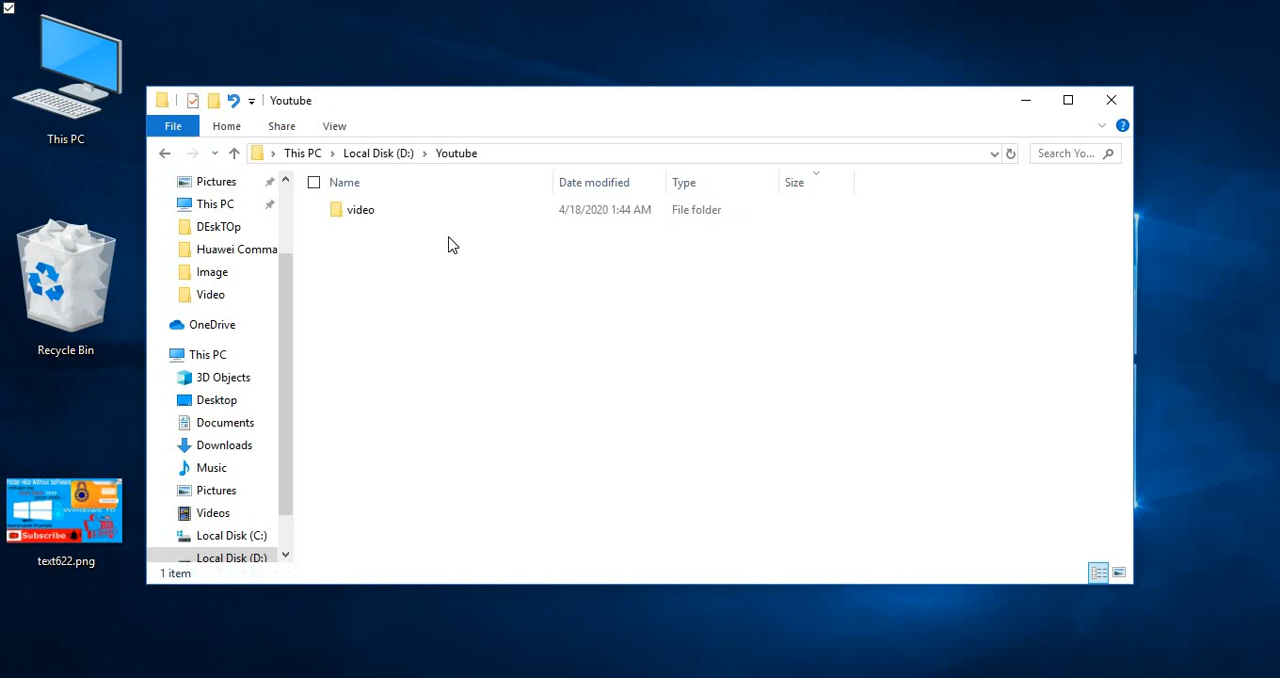 This PC
Recycle Bin
Subscribe
text622.png
Youtube
File Home Share View
This PC Local Disk (D:) Youtube
Search Yo...
Name Date modified Type Size
video 4/18/2020 1:44 AM File folder
Pictures
This PC
DEskTOp
Huawei Comma
Image
Video
OneDrive
This PC
3D Objects
Desktop
Documents
Downloads
Music
Pictures
Videos
Local Disk (C:)
Local Disk (D:)
1 item